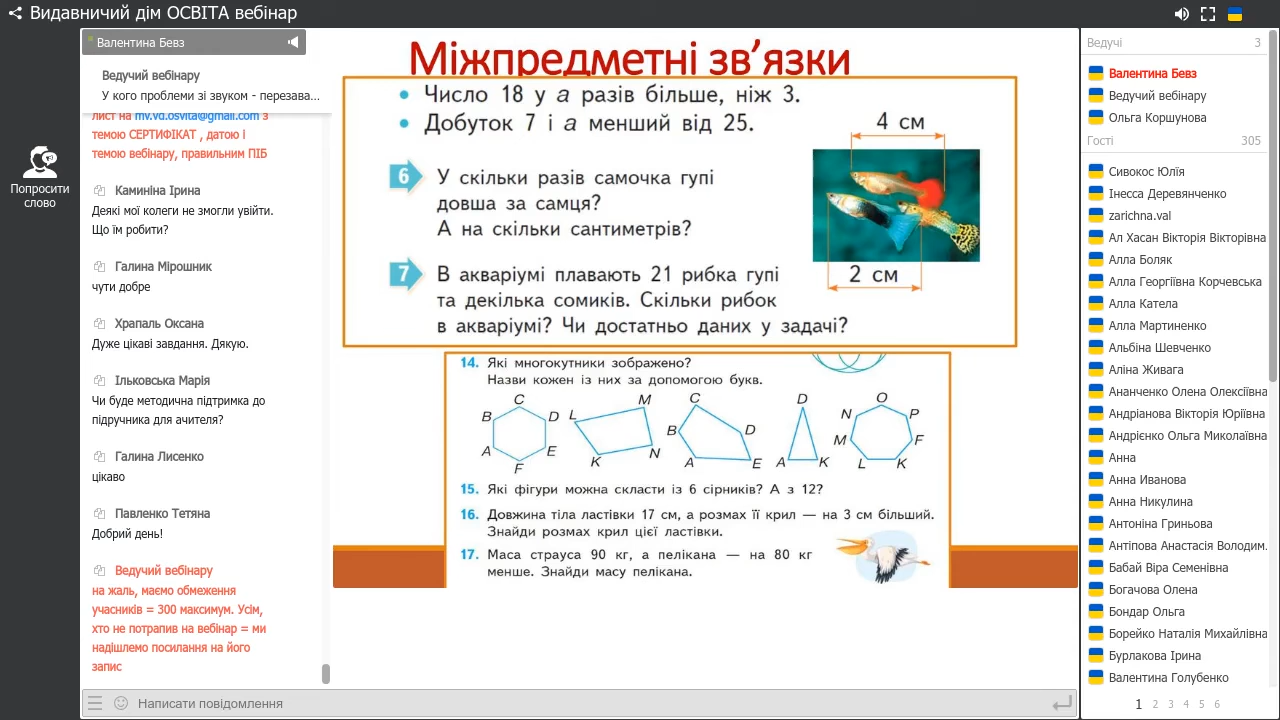 Видавничий дім ОСВІТА вебінар
Попросити
слово
Валентина Бевз
Ведучий вебінару
У кого проблеми зі звуком - перезава...
лист на mv.vd.osvita@gmail.com з
темою СЕРТИФІКАТ , датою і
темою вебінару, правильним ПІБ
Каминіна Ірина
Деякі мої колеги не змогли увійти.
Що їм робити?
Галина Мірошник
чути добре
Храпаль Оксана
Дуже цікаві завдання. Дякую.
Ільковська Марія
Чи буде методична підтримка до
підручника для ачителя?
Галина Лисенко
цікаво
Павленко Тетяна
Добрий день!
Ведучий вебінару
на жаль, маємо обмеження
учасників = 300 максимум. Усім,
хто не потрапив на вебінар = ми
надішлемо посилання на його
запис
Написати повідомлення
Міжпредметні зв’язки
• Число 18 у a разів більше, ніж 3.
• Добуток 7 і a менший від 25.
6 У скільки разів самочка гупі
довша за самця?
А на скільки сантиметрів?
4 см
2 см
7 В акваріумі плавають 21 рибка гупі
та декілька сомиків. Скільки рибок
в акваріумі? Чи достатньо даних у задачі?
14. Які многокутники зображено?
Назви кожен із них за допомогою букв.
B C D A F E
L M K N
C B D A E
D A K
N O P M F L K
15. Які фігури можна скласти із 6 сірників? А з 12?
16. Довжина тіла ластівки 17 см, а розмах її крил — на 3 см більший.
Знайди розмах крил цієї ластівки.
17. Маса страуса 90 кг, а пелікана — на 80 кг
менше. Знайди масу пелікана.
Ведучі 3
Валентина Бевз
Ведучий вебінару
Ольга Коршунова
Гості 305
Сивокос Юлїя
Інесса Деревянченко
zarichna.val
Ал Хасан Вікторія Вікторівна
Алла Боляк
Алла Георгіївна Корчевська
Алла Катела
Алла Мартиненко
Альбіна Шевченко
Аліна Живага
Ананченко Олена Олексіївна
Андріанова Вікторія Юріївна
Андрієнко Ольга Миколаївна
Анна
Анна Иванова
Анна Никулина
Антоніна Гриньова
Антіпова Анастасія Володим.
Бабай Віра Семенівна
Богачова Олена
Бондар Ольга
Борейко Наталія Михайлівна
Бурлакова Ірина
Валентина Голубенко
1 2 3 4 5 6